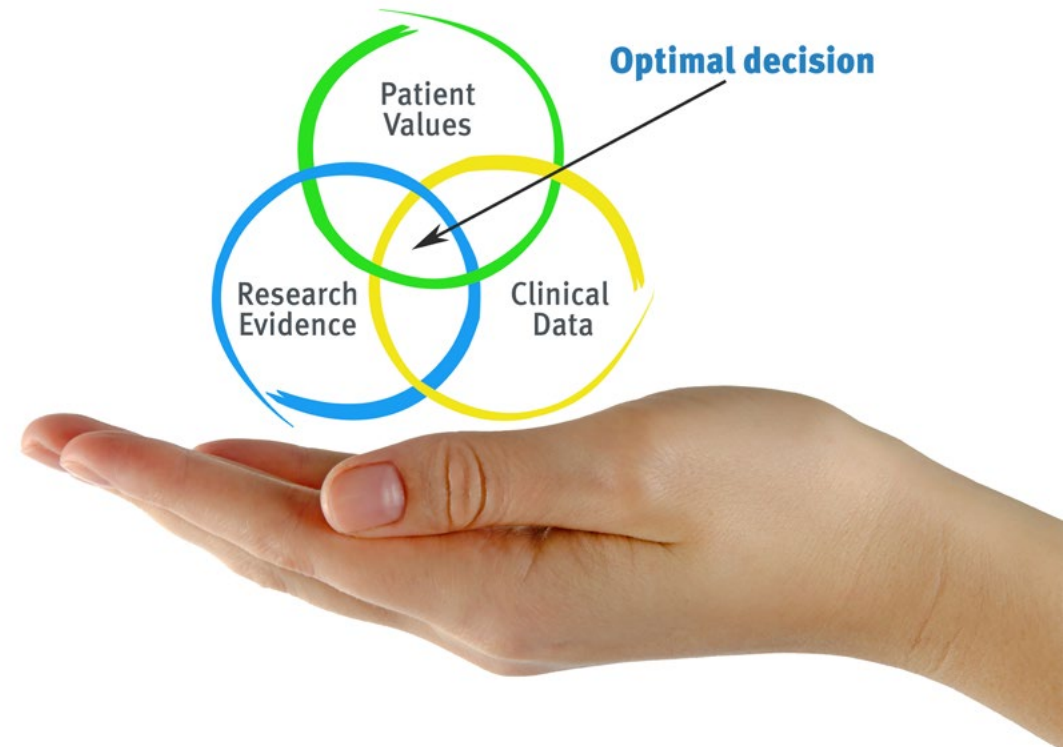 Optimal decision
Patient
Values
Research
Evidence
Clinical
Data